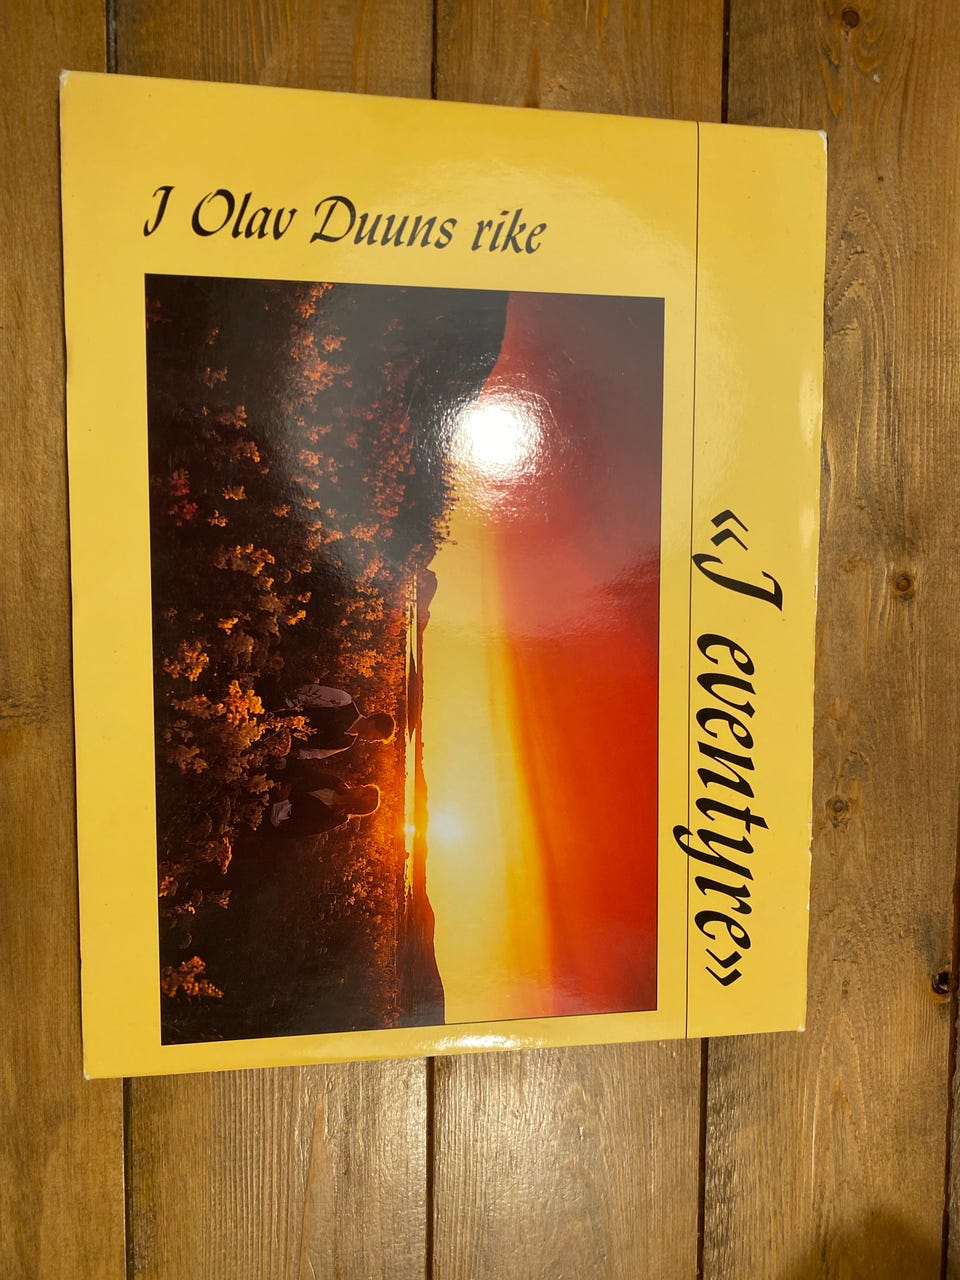 «I eventyre»
I Olav Duuns rike